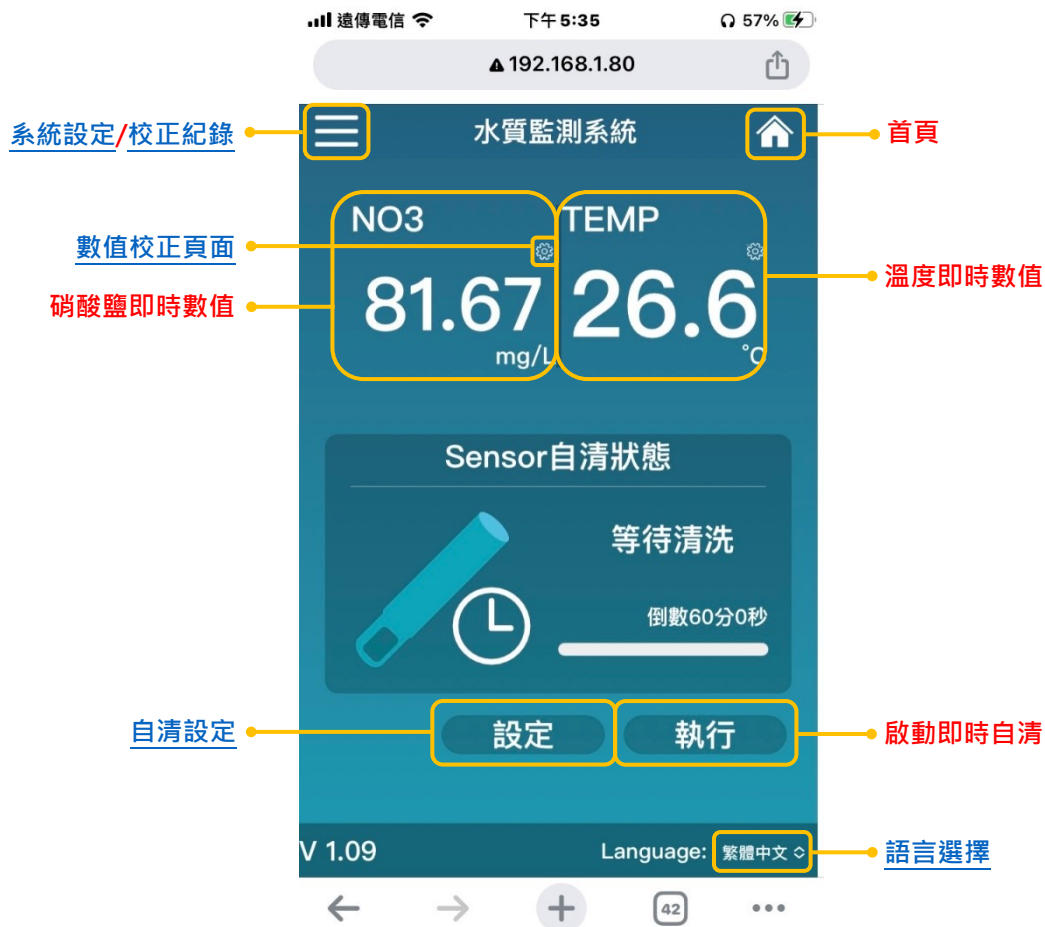 遠傳電信 下午 5:35 57%
192.168.1.80
系統設定/校正紀錄
水質監測系統
首頁
NO3
TEMP
數值校正頁面
硝酸鹽即時數值
81.67
mg/L
26.6
°C
溫度即時數值
Sensor自清狀態
等待清洗
倒數60分0秒
自清設定
設定
執行
啟動即時自清
V 1.09
Language: 繁體中文
語言選擇
42